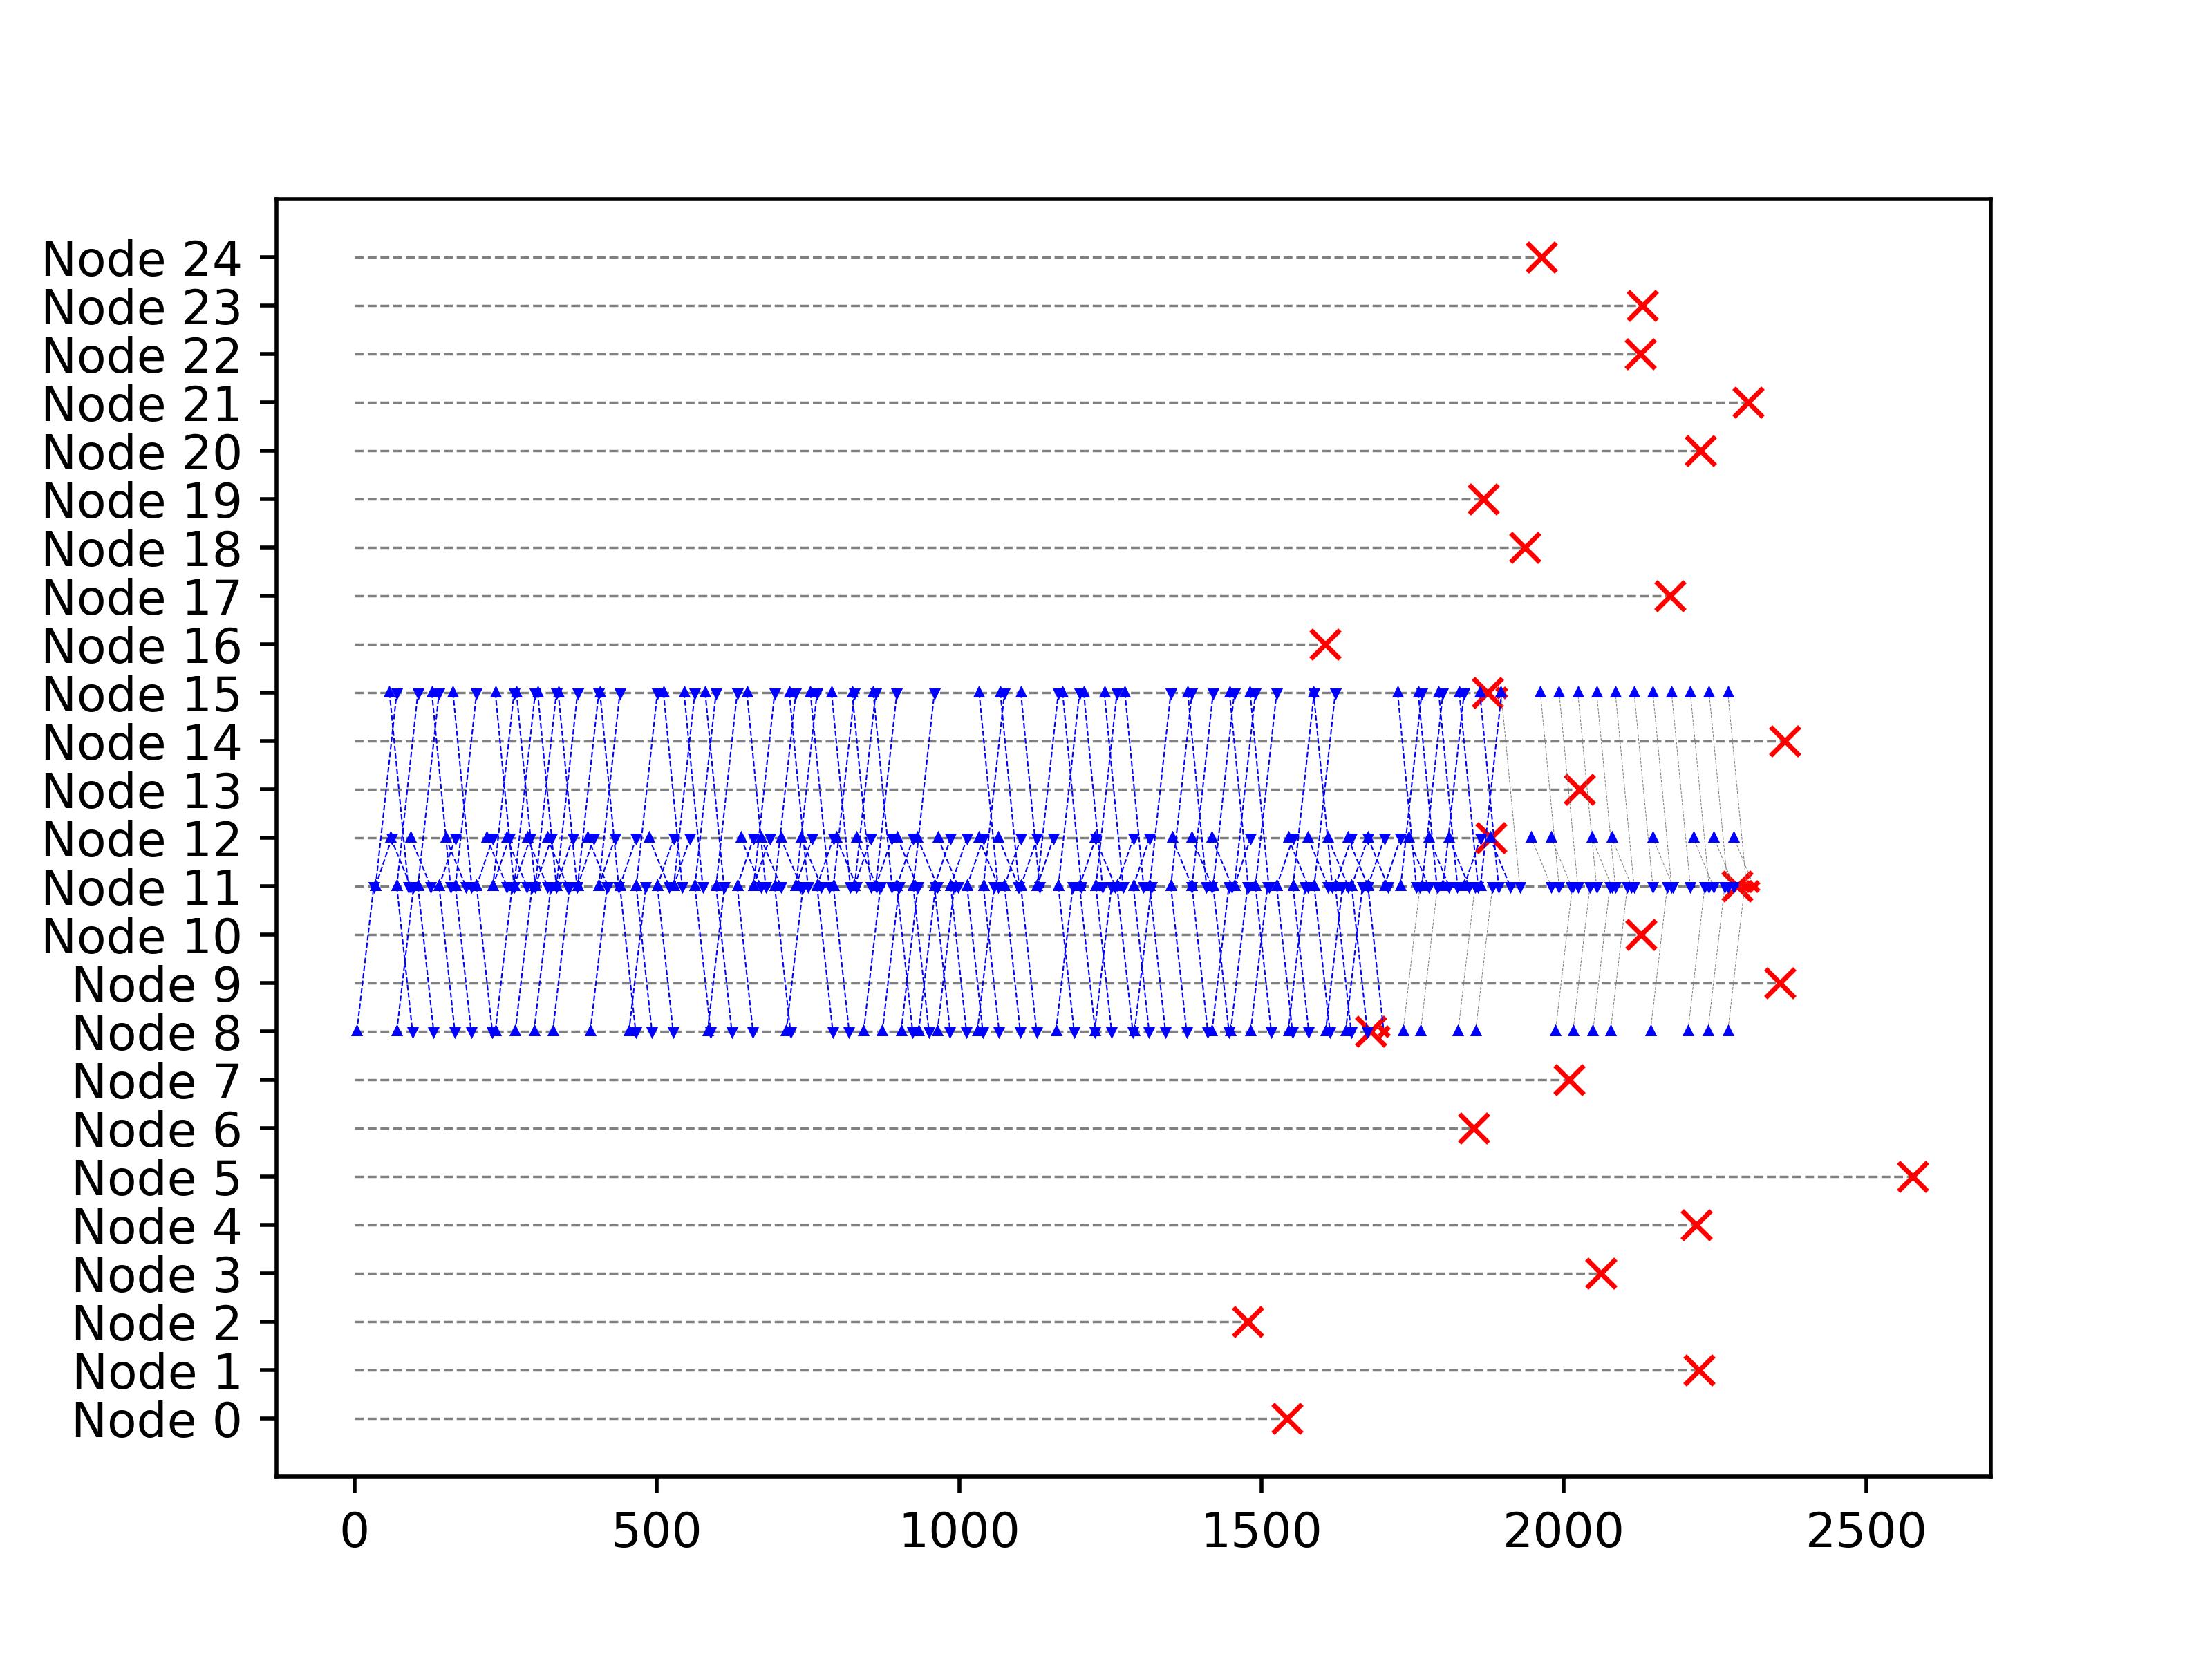 Node 24
Node 23
Node 22
Node 21
Node 20
Node 19
Node 18
Node 17
Node 16
Node 15
Node 14
Node 13
Node 12
Node 11
Node 10
Node 9
Node 8
Node 7
Node 6
Node 5
Node 4
Node 3
Node 2
Node 1
Node 0
0 500 1000 1500 2000 2500